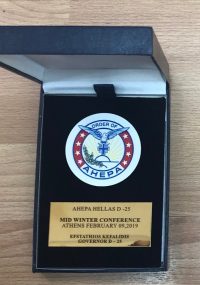 ORDER OF
AHEPA
AHEPA HELLAS D -25
MID WINTER CONFERENCE
ATHENS FEBRUARY 09,2019
EFSTATHIOS KEFALIDIS
GOVERNOR D - 25